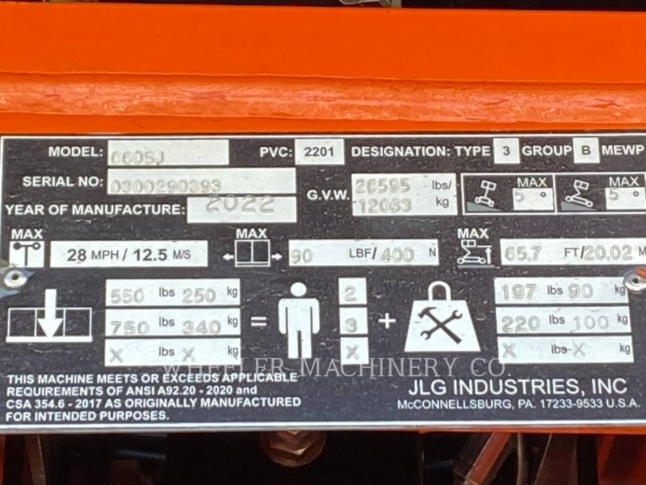 MODEL: 660SJ PVC: 2201 DESIGNATION: TYPE 3 GROUP B MEWP
SERIAL NO: 0300290393
G.V.W. 26595 lbs/ 12063 kg
MAX 5° MAX 5°
YEAR OF MANUFACTURE: 2022
MAX 28 MPH / 12.5 M/S
MAX 90 LBF/ 400 N
MAX 65.7 FT/20.02 M
550 lbs 250 kg = 2 + 197 lbs 90 kg
750 lbs 340 kg 3 220 lbs 100 kg
X lbs X kg X X lbs X kg
WHEELER MACHINERY CO.
THIS MACHINE MEETS OR EXCEEDS APPLICABLE
REQUIREMENTS OF ANSI A92.20 - 2020 and
CSA 354.6 - 2017 AS ORIGINALLY MANUFACTURED
FOR INTENDED PURPOSES.
JLG INDUSTRIES, INC
McCONNELLSBURG, PA. 17233-9533 U.S.A.